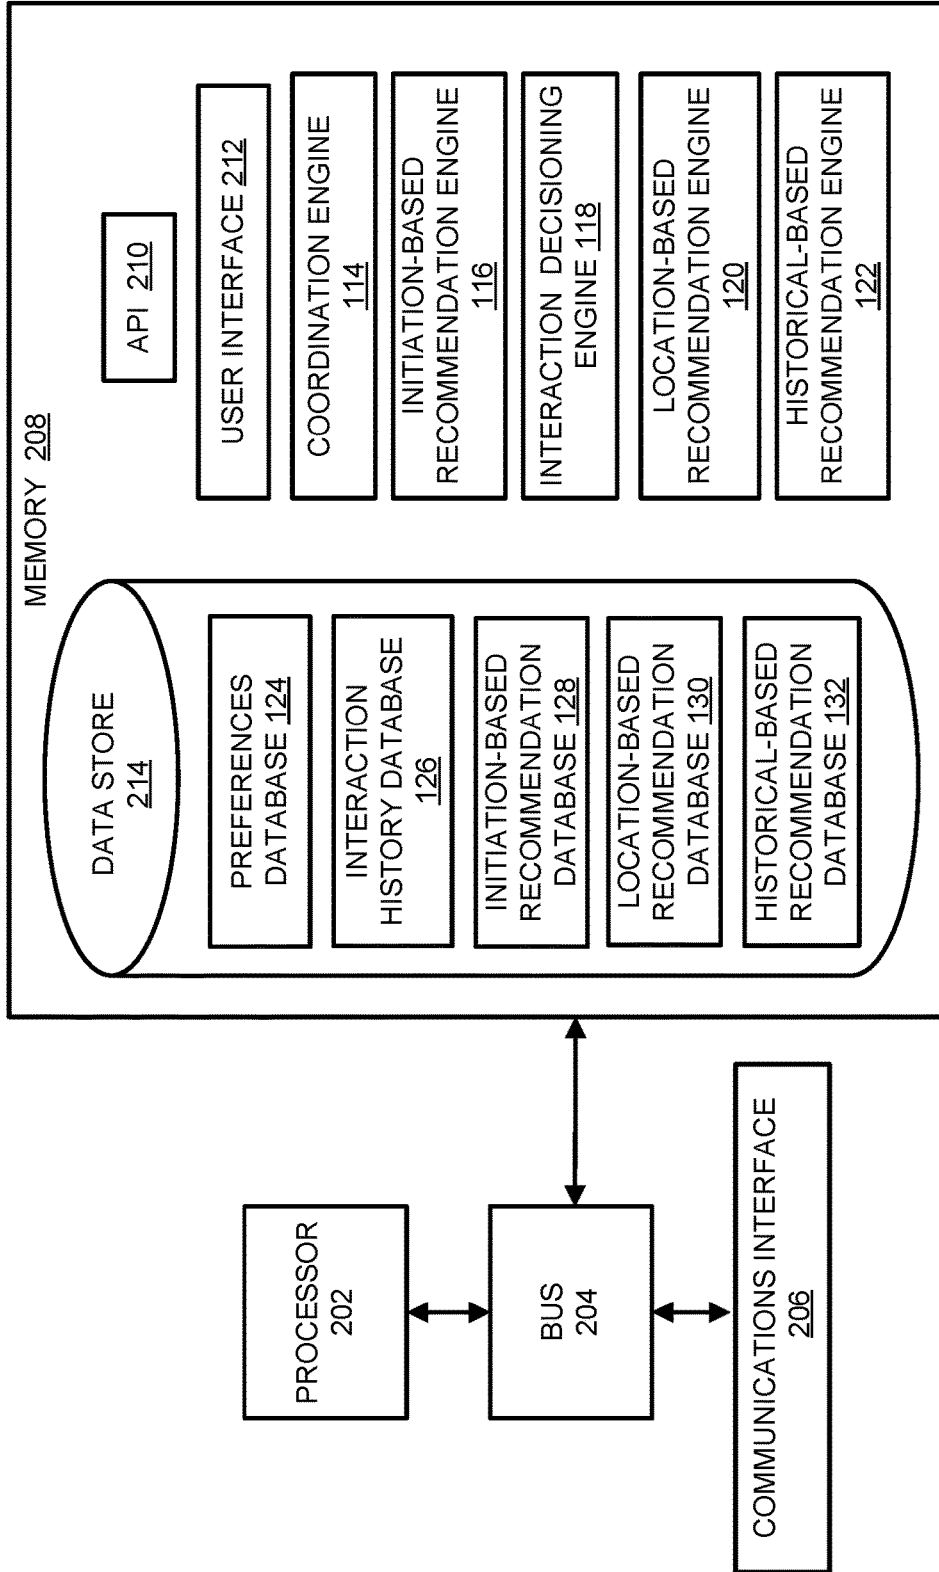 MEMORY 208
DATA STORE
214
PREFERENCES
DATABASE 124
INTERACTION
HISTORY DATABASE
126
INITIATION-BASED
RECOMMENDATION
DATABASE 128
LOCATION-BASED
RECOMMENDATION
DATABASE 130
HISTORICAL-BASED
RECOMMENDATION
DATABASE 132
API 210
USER INTERFACE 212
COORDINATION ENGINE
114
INITIATION-BASED
RECOMMENDATION ENGINE
116
INTERACTION DECISIONING
ENGINE 118
LOCATION-BASED
RECOMMENDATION ENGINE
120
HISTORICAL-BASED
RECOMMENDATION ENGINE
122
PROCESSOR
202
BUS
204
COMMUNICATIONS INTERFACE
206